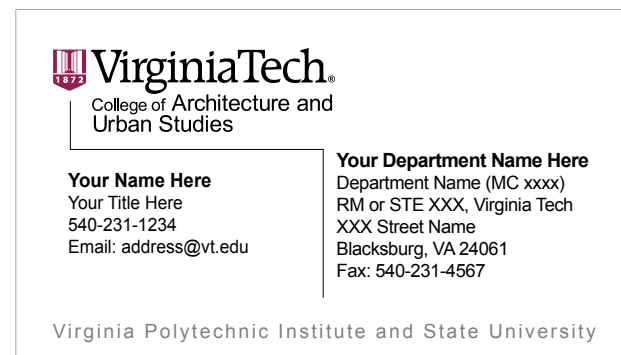 VirginiaTech®
1872
College of Architecture and
Urban Studies
Your Name Here
Your Title Here
540-231-1234
Email: address@vt.edu
Your Department Name Here
Department Name (MC xxxx)
RM or STE XXX, Virginia Tech
XXX Street Name
Blacksburg, VA 24061
Fax: 540-231-4567
Virginia Polytechnic Institute and State University